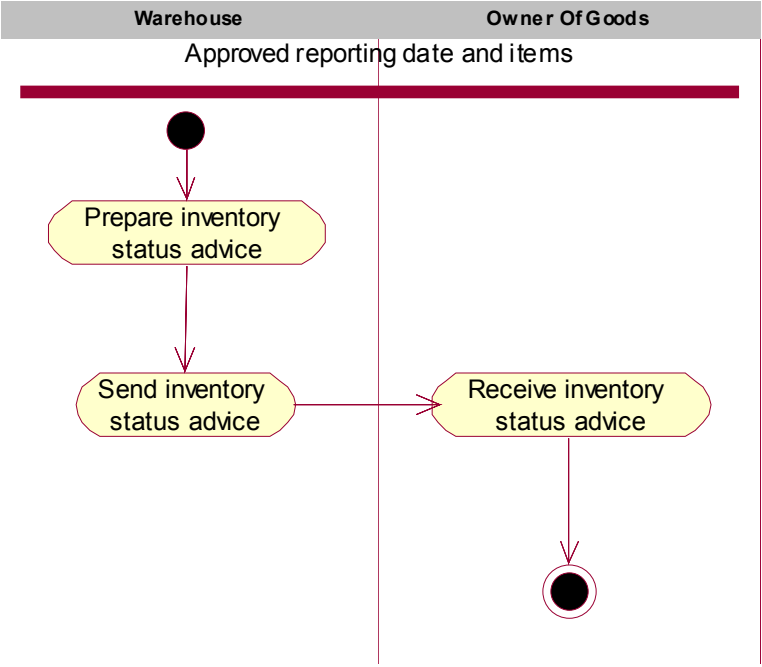 Warehouse
Owner Of Goods
Approved reporting date and items
Prepare inventory
status advice
Send inventory
status advice
Receive inventory
status advice